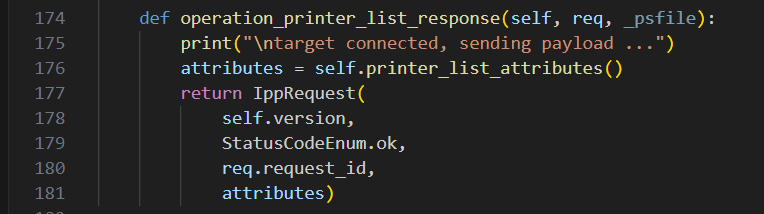 174 def operation_printer_list_response(self, req, _psfile):
175 print("\ntarget connected, sending payload ...")
176 attributes = self.printer_list_attributes()
177 return IppRequest(
178 self.version,
179 StatusCodeEnum.ok,
180 req.request_id,
181 attributes)